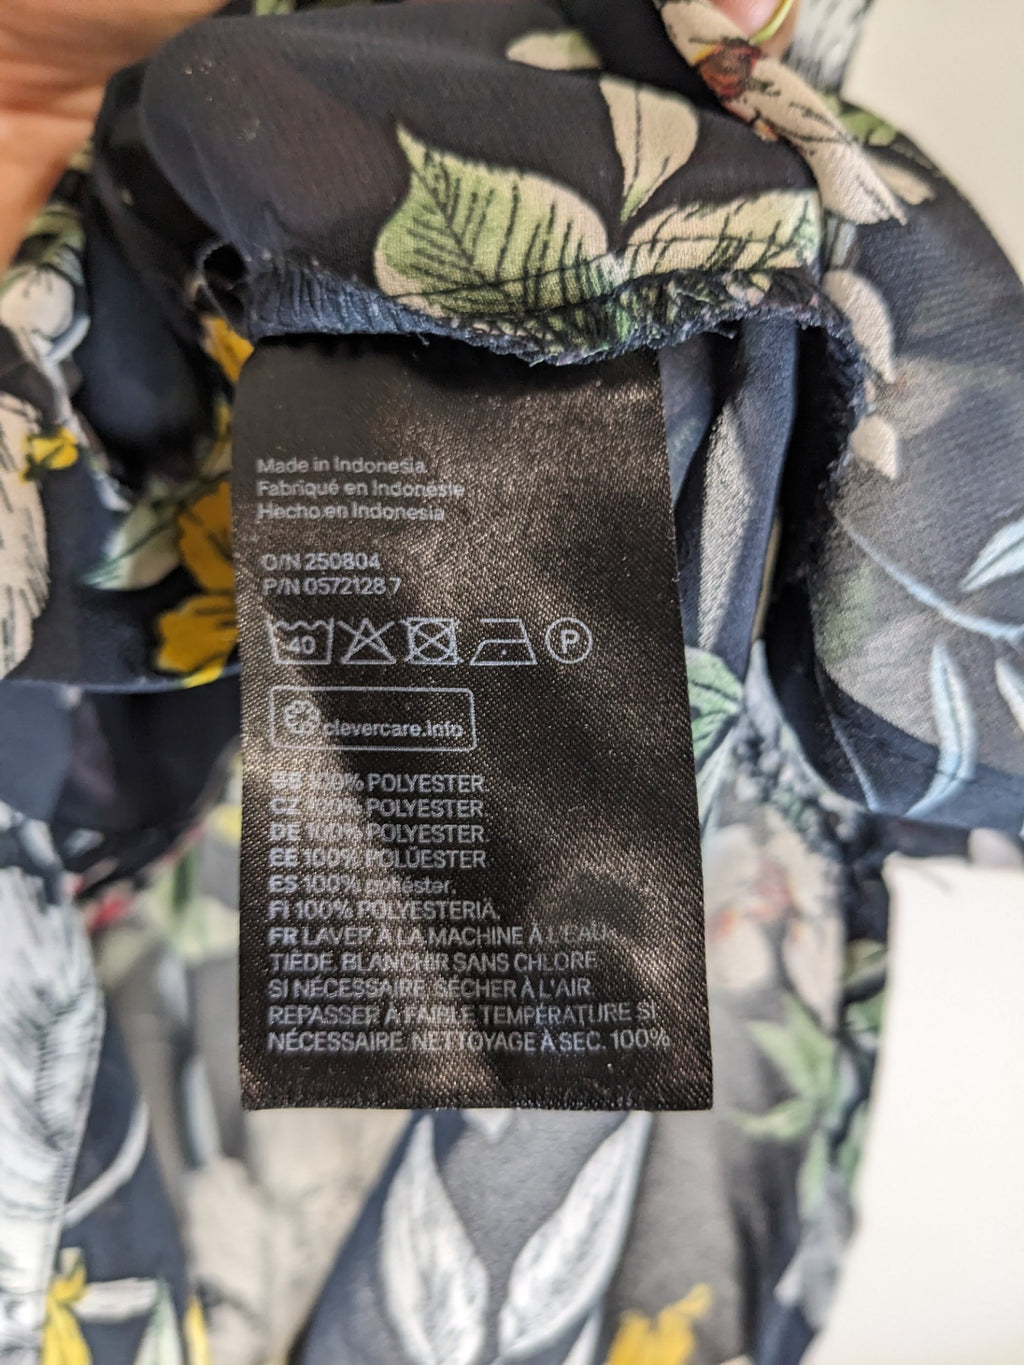 Made in Indonesia
Fabriqué en Indonésie
Hecho en Indonesia
O/N 250804
P/N 0572128 7
40 P
clevercare.info
100% POLYESTER
CZ 100% POLYESTER
DE 100% POLYESTER
EE 100% POLÜESTER
ES 100% poliéster.
FI 100% POLYESTERIÄ.
FR LAVER À LA MACHINE À L'EAU
TIÈDE. BLANCHIR SANS CHLORE
SI NÉCESSAIRE. SÉCHER À L'AIR.
REPASSER À FAIBLE TEMPÉRATURE SI
NÉCESSAIRE. NETTOYAGE À SEC. 100%